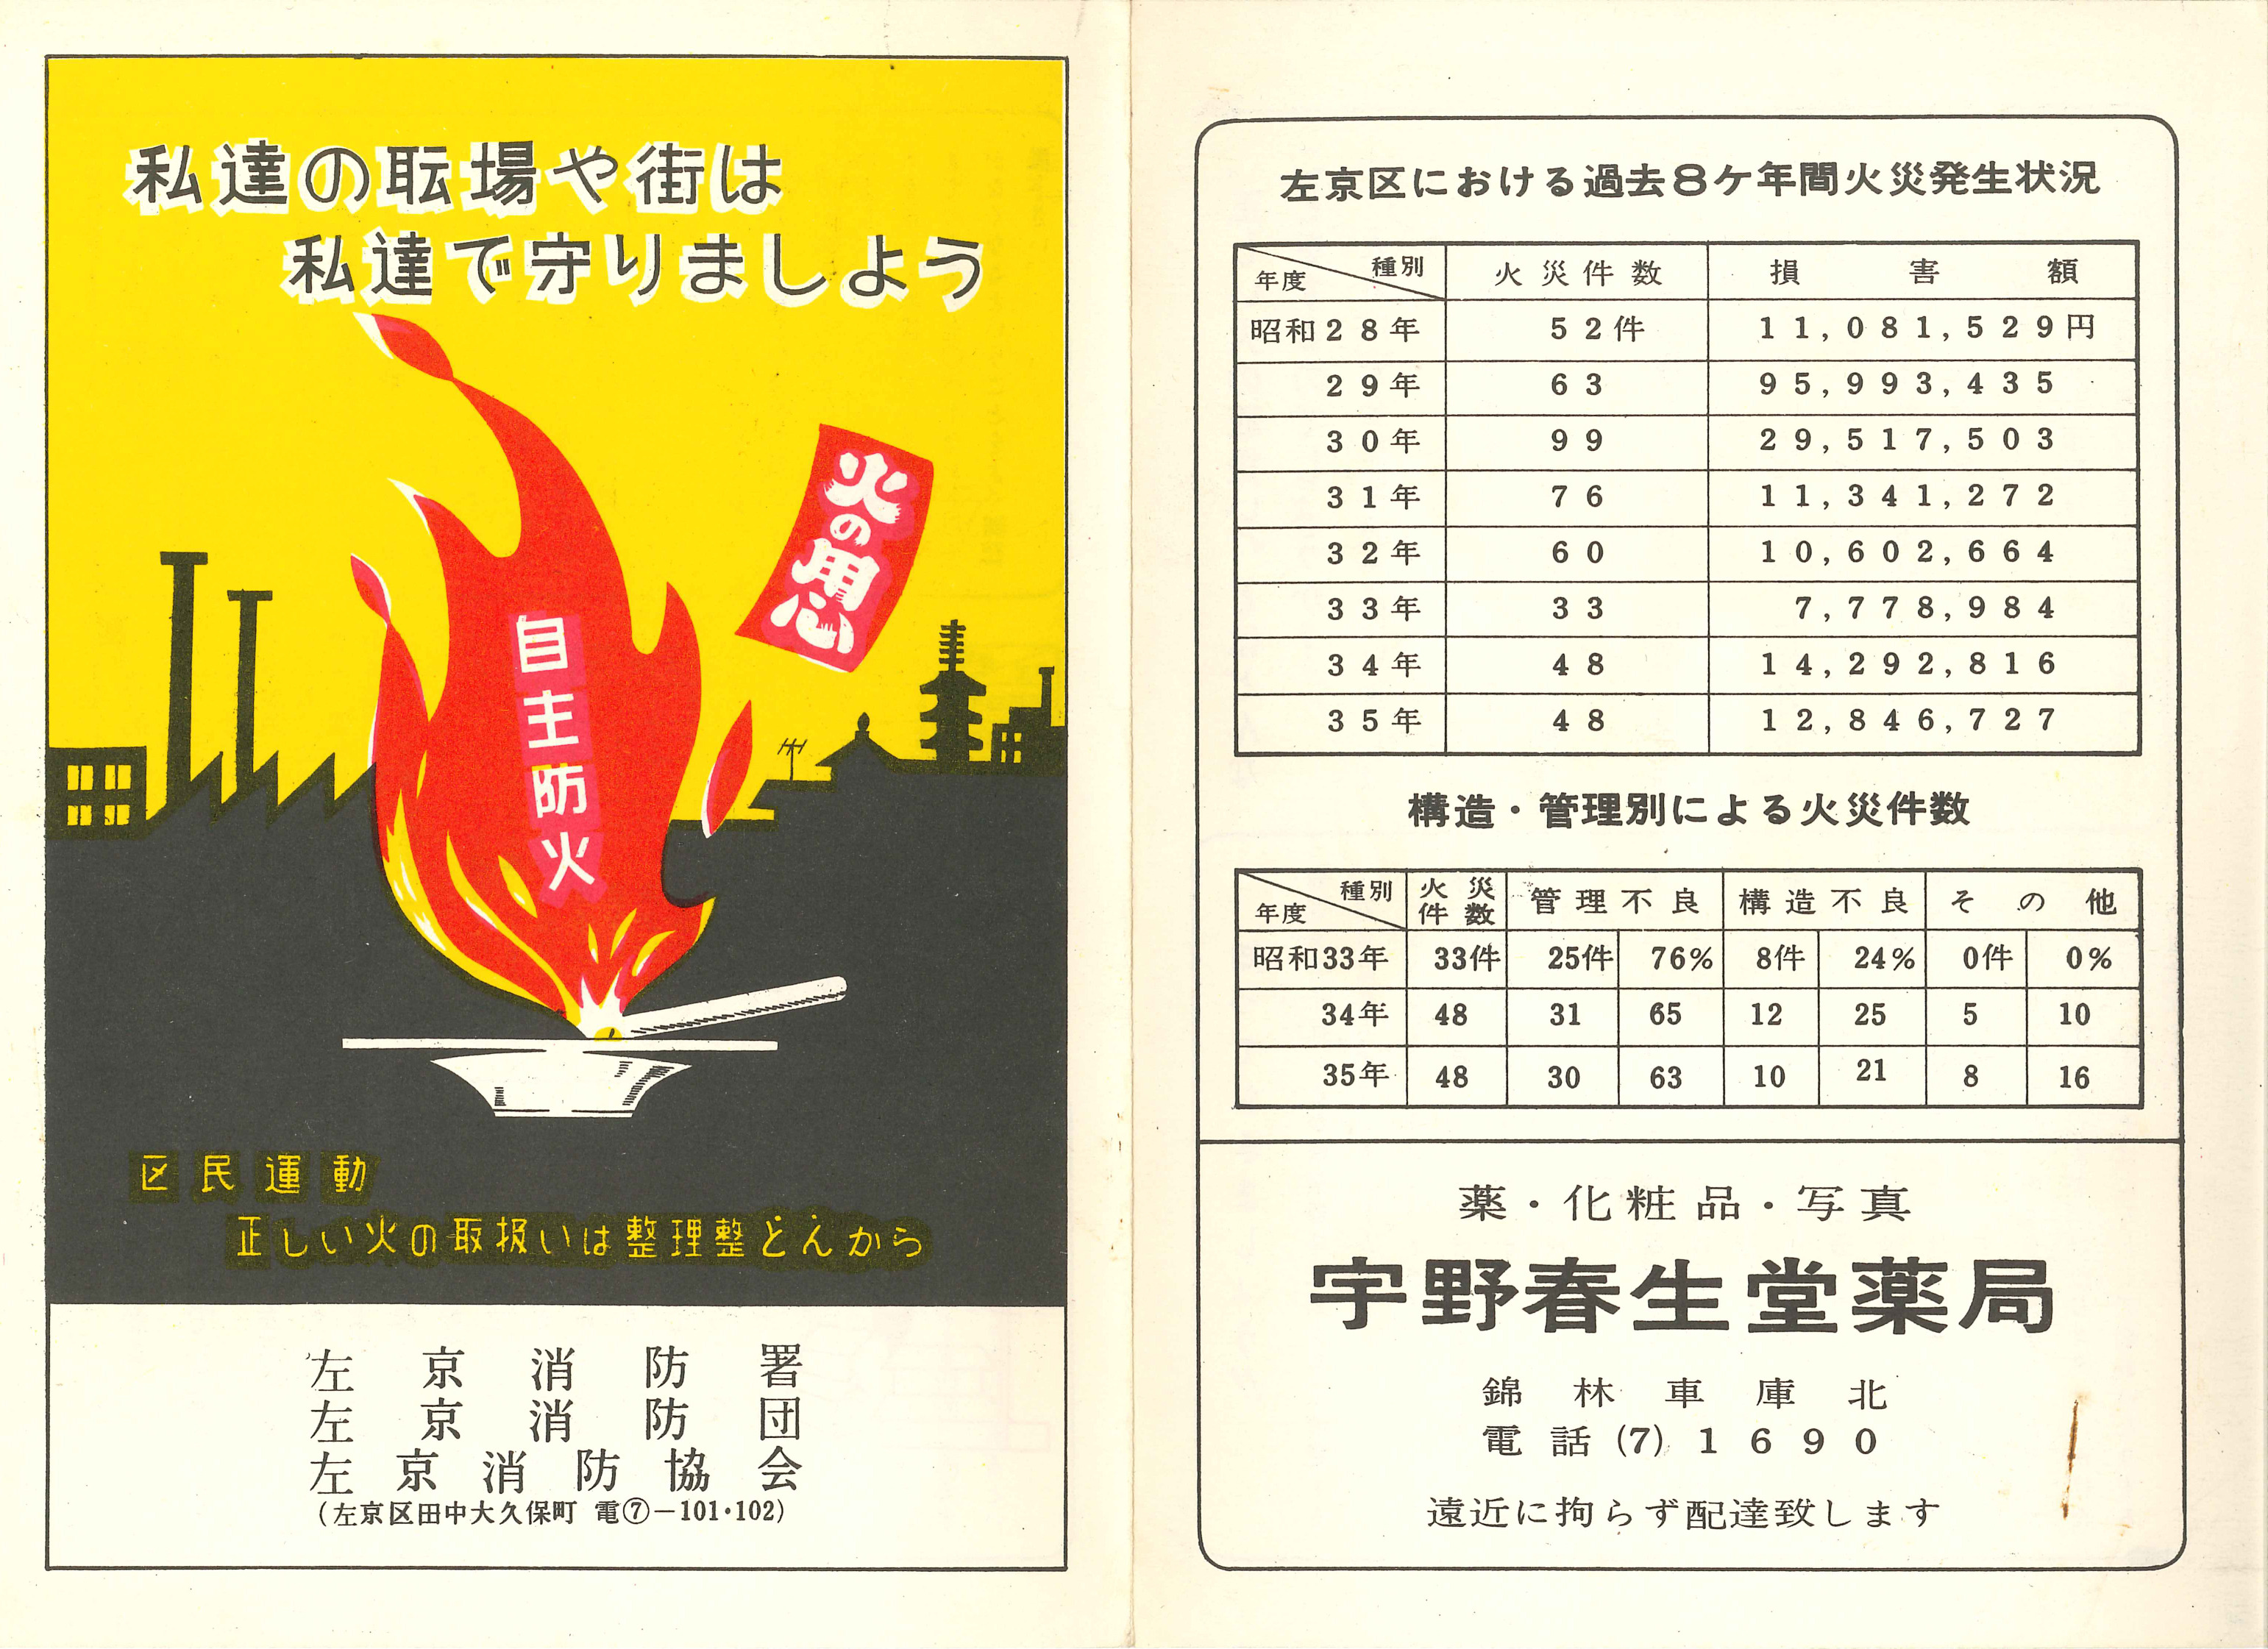 私達の職場や街は
私達で守りましよう
火の用心
自主防火
区民運動
正しい火の取扱いは整理整とんから
左京消防署
左京消防団
左京消防協会
(左京区田中大久保町 電⑦－101・102)
左京区における過去8ケ年間火災発生状況
年度 種別 火災件数 損害額
昭和28年 52件 11,081,529円
29年 63 95,993,435
30年 99 29,517,503
31年 76 11,341,272
32年 60 10,602,664
33年 33 7,778,984
34年 48 14,292,816
35年 48 12,846,727
構造・管理別による火災件数
年度 種別 火災件数 管理不良 構造不良 その他
昭和33年 33件 25件 76% 8件 24% 0件 0%
34年 48 31 65 12 25 5 10
35年 48 30 63 10 21 8 16
薬・化粧品・写真
宇野春生堂薬局
錦林車庫北
電話(7)1690
遠近に拘らず配達致します